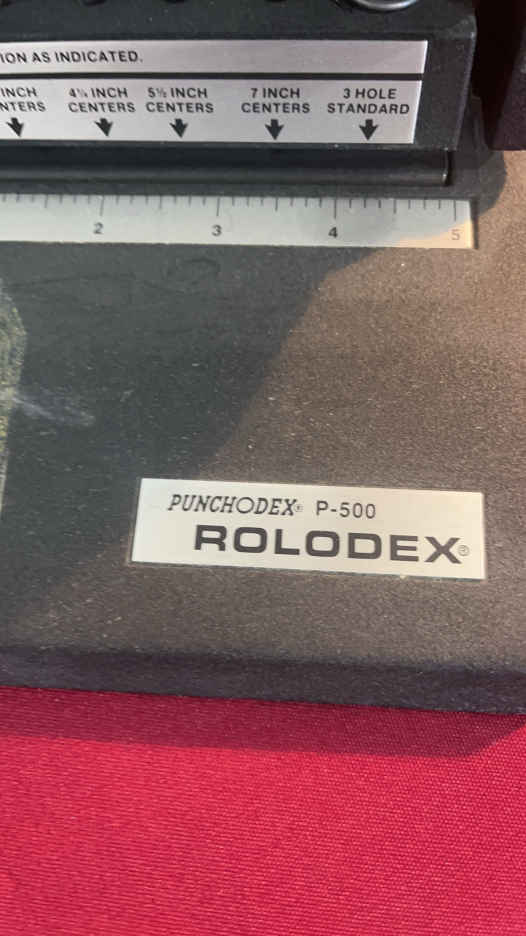 ION AS INDICATED.
INCH 4¼ INCH 5½ INCH 7 INCH 3 HOLE
CENTERS CENTERS CENTERS STANDARD
2 3 4 5
PUNCHODEX® P-500
ROLODEX®